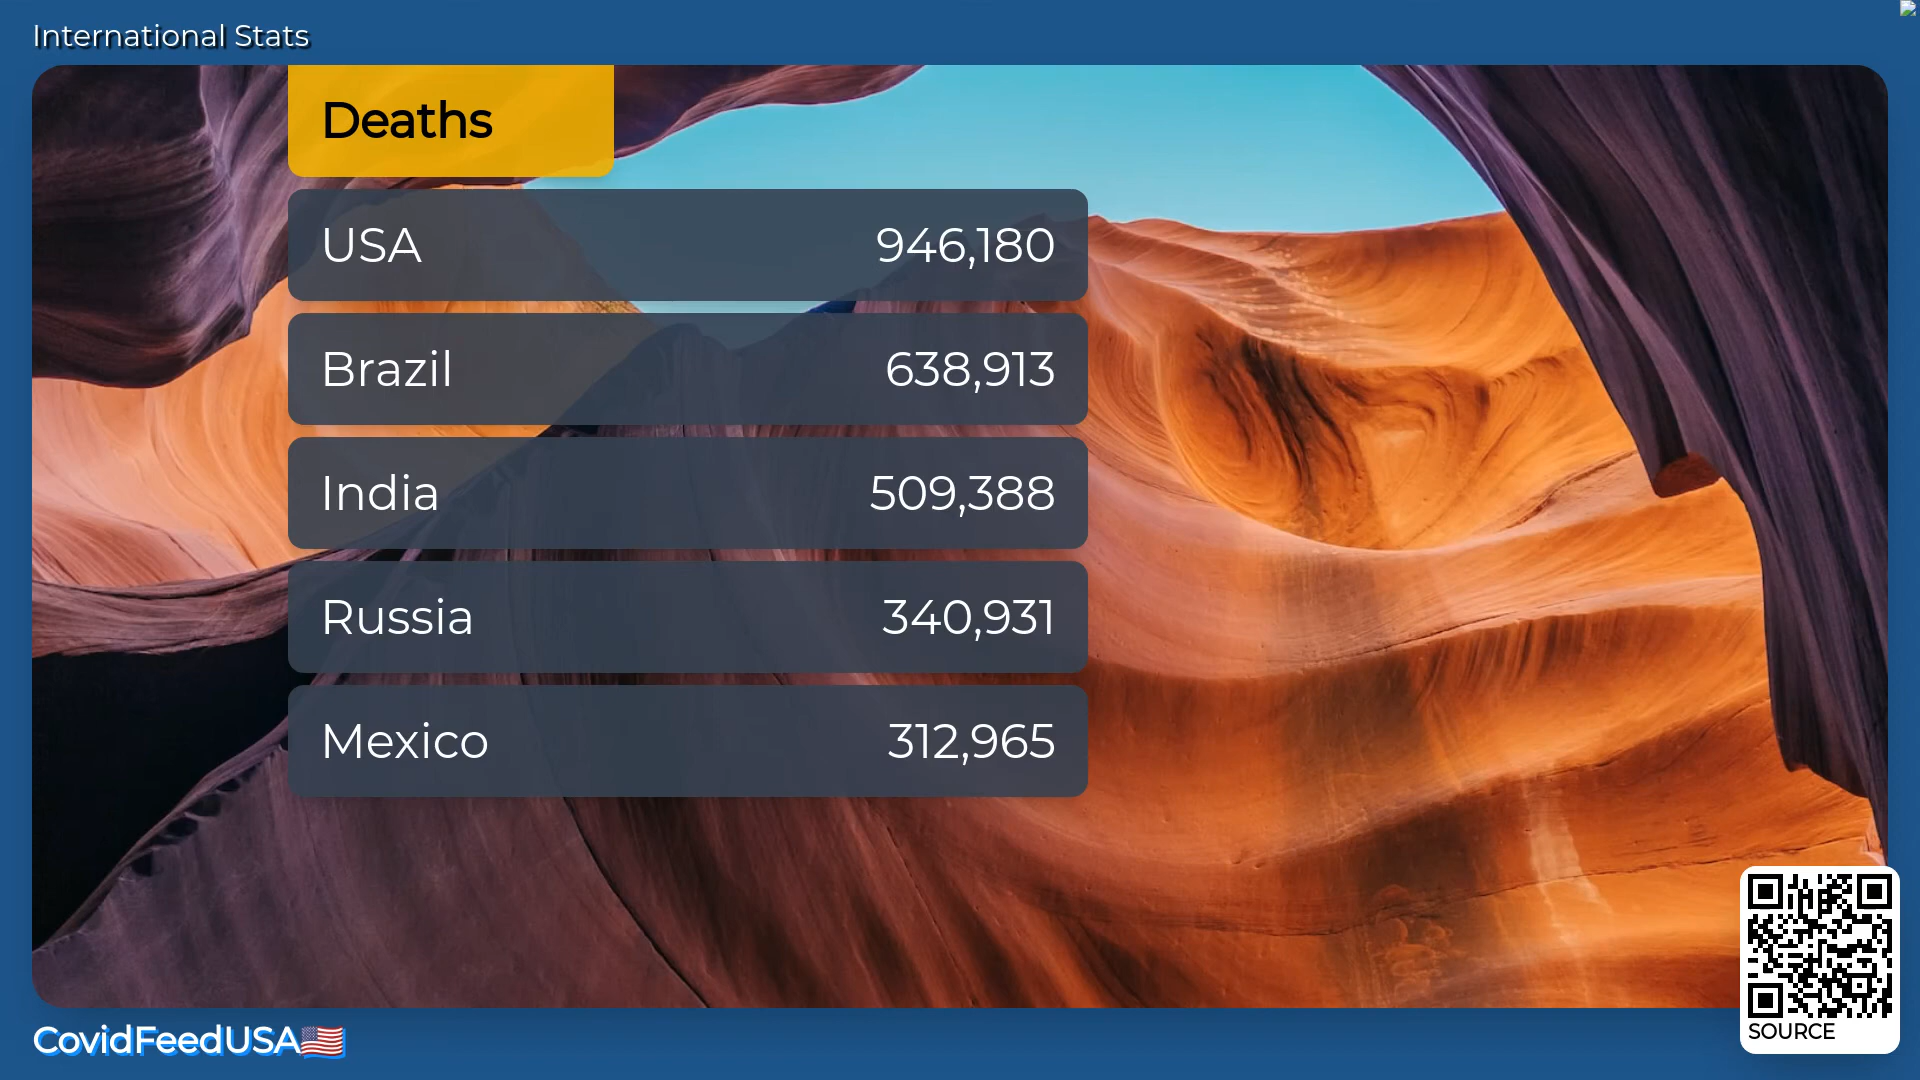 International Stats
Deaths
USA 946,180
Brazil 638,913
India 509,388
Russia 340,931
Mexico 312,965
CovidFeedUSA🇺🇸
SOURCE